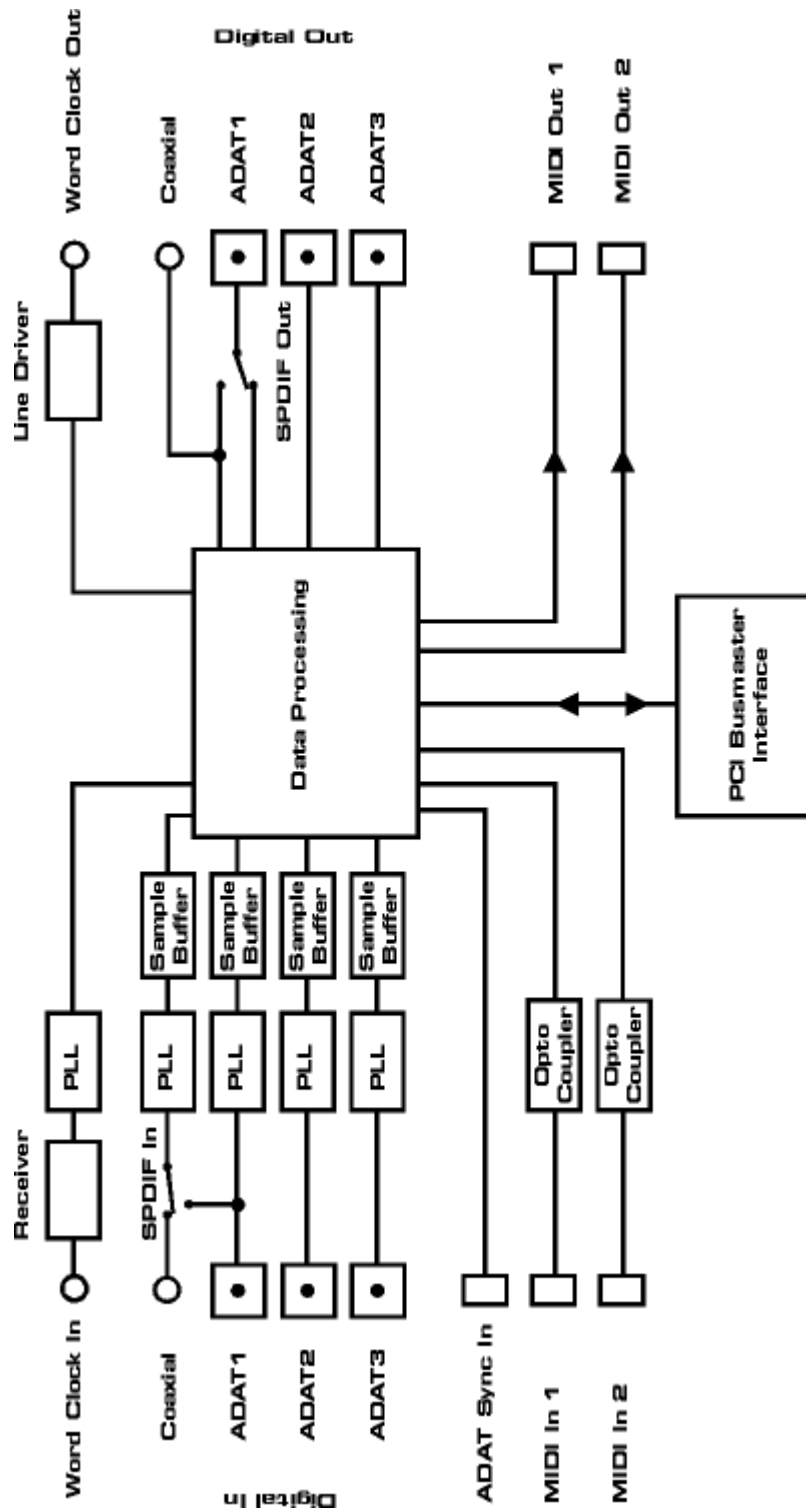 Word Clock In
Receiver
PLL
Line Driver
Word Clock Out
Digital In
Coaxial
SPDIF In
PLL
Sample
Buffer
Coaxial
Digital Out
ADAT1
PLL
Sample
Buffer
ADAT1
ADAT2
PLL
Sample
Buffer
SPDIF Out
ADAT2
ADAT3
PLL
Sample
Buffer
ADAT3
Data Processing
ADAT Sync In
MIDI In 1
Opto
Coupler
MIDI Out 1
MIDI In 2
Opto
Coupler
MIDI Out 2
PCI Busmaster
Interface